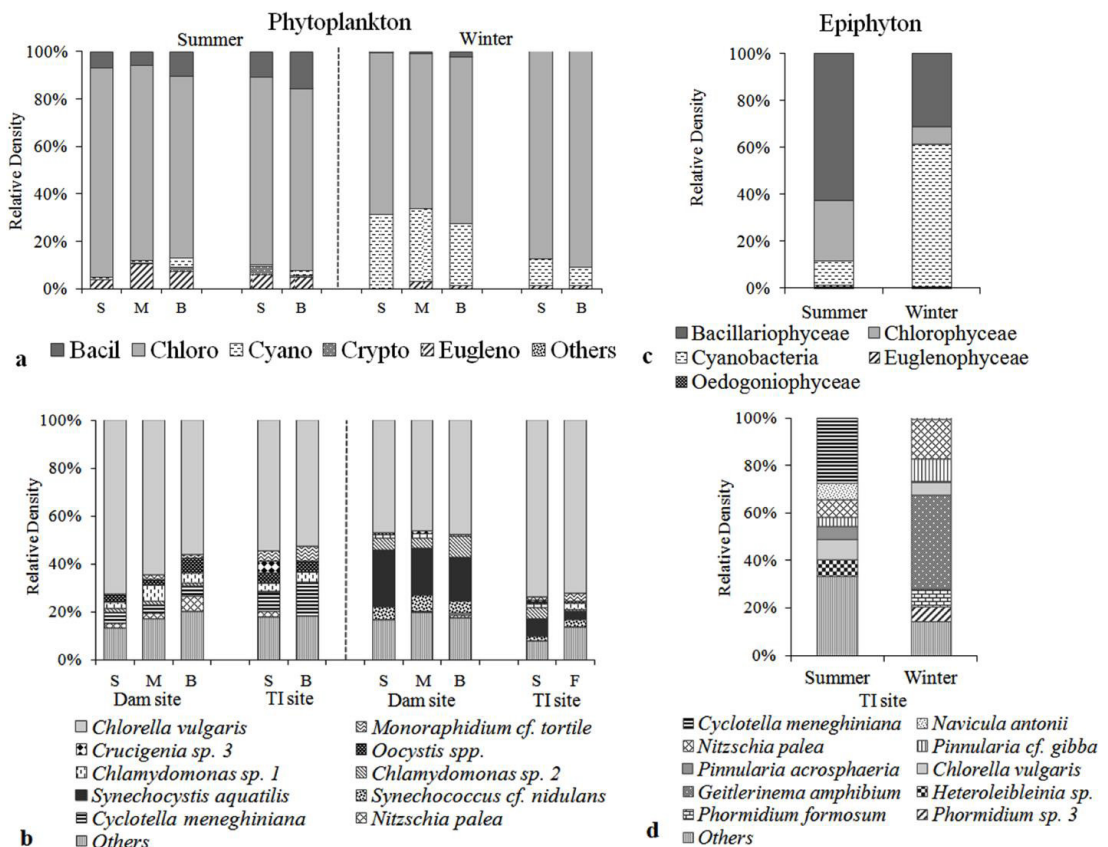 Phytoplankton
Summer
Winter
100%
80%
60%
40%
20%
0%
Relative Density
S M B S B S M B S B
a
Bacil Chloro Cyano Crypto Eugleno Others
Epiphyton
100%
80%
60%
40%
20%
0%
Relative Density
Summer Winter
Bacillariophyceae Chlorophyceae
Cyanobacteria Euglenophyceae
Oedogoniophyceae
c
100%
80%
60%
40%
20%
0%
Relative Density
S M B S B S M B S F
Dam site TI site Dam site TI site
Chlorella vulgaris Monoraphidium cf. tortile
Crucigenia sp. 3 Oocystis spp.
Chlamydomonas sp. 1 Chlamydomonas sp. 2
Synechocystis aquatilis Synechococcus cf. nidulans
Cyclotella meneghiniana Nitzschia palea
b Others
100%
80%
60%
40%
20%
0%
Relative Density
Summer Winter
TI site
Cyclotella meneghiniana Navicula antonii
Nitzschia palea Pinnularia cf. gibba
Pinnularia acrosphaeria Chlorella vulgaris
Geitlerinema amphibium Heteroleibleinia sp.
Phormidium formosum Phormidium sp. 3
d Others